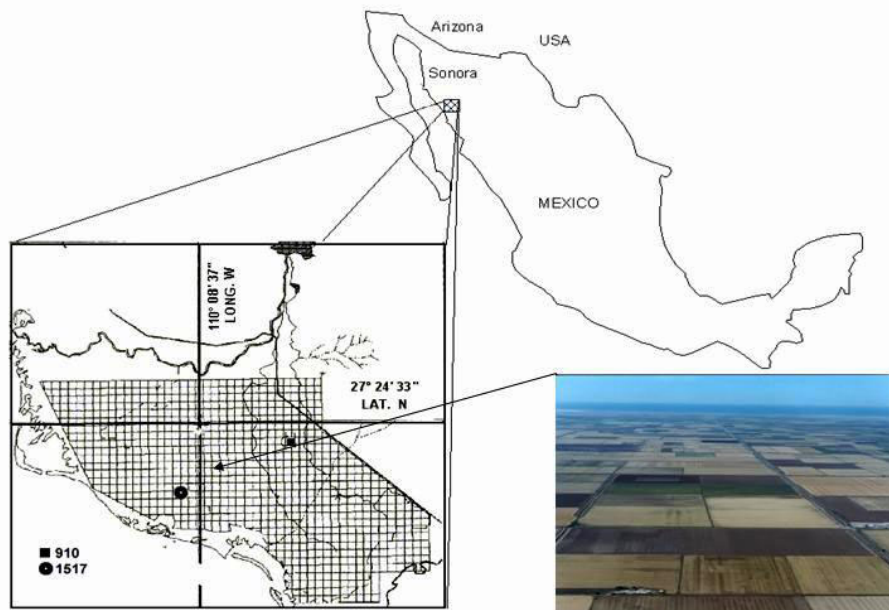 Arizona
USA
Sonora
MEXICO
110° 08' 37"
LONG. W
27° 24' 33"
LAT. N
910
1517